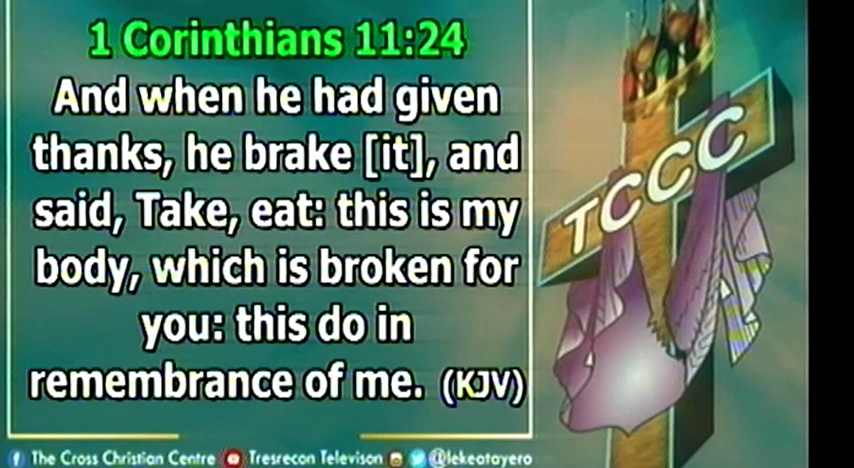 1 Corinthians 11:24
And when he had given
thanks, he brake [it], and
said, Take, eat: this is my
body, which is broken for
you: this do in
remembrance of me. (KJV)
TCCC
The Cross Christian Centre Tresrecon Televison @lekeatayero